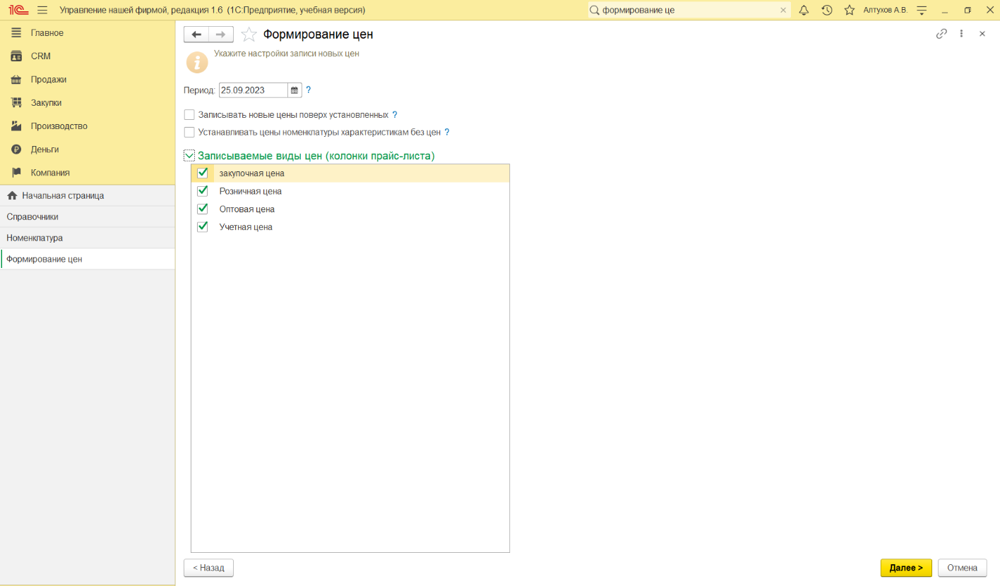 1С Управление нашей фирмой, редакция 1.6 (1С:Предприятие, учебная версия) формирование це Алтухов А.В.
Главное
CRM
Продажи
Закупки
Производство
Деньги
Компания
Начальная страница
Справочники
Номенклатура
Формирование цен
Формирование цен
Укажите настройки записи новых цен
Период: 25.09.2023 ?
Записывать новые цены поверх установленных ?
Устанавливать цены номенклатуры характеристикам без цен ?
Записываемые виды цен (колонки прайс-листа)
закупочная цена
Розничная цена
Оптовая цена
Учетная цена
< Назад Далее > Отмена